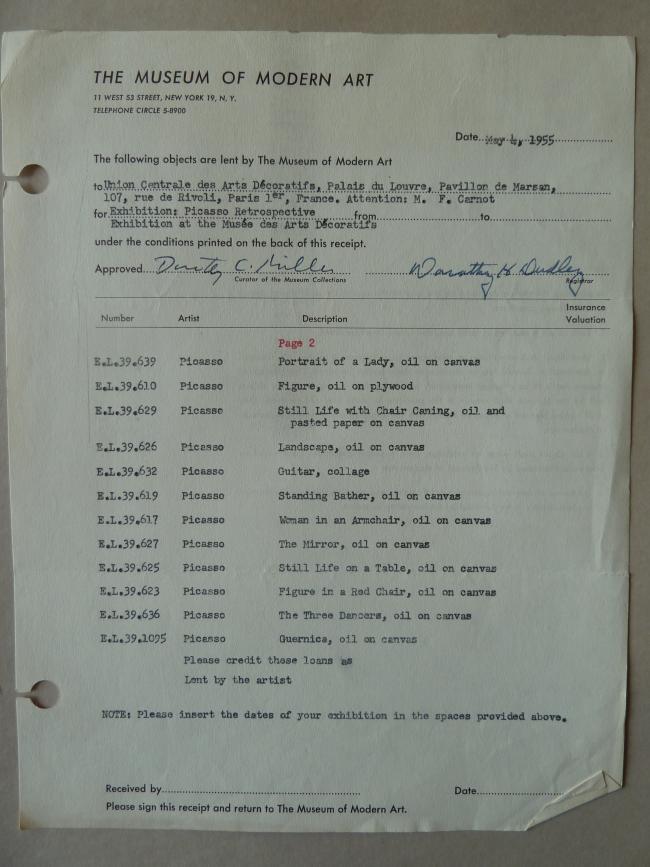 THE MUSEUM OF MODERN ART
11 WEST 53 STREET, NEW YORK 19, N. Y.
TELEPHONE CIRCLE 5-8900
Date May 4, 1955
The following objects are lent by The Museum of Modern Art
to Union Centrale des Arts Décoratifs, Palais du Louvre, Pavillon de Marsan,
107, rue de Rivoli, Paris 1er, France. Attention: M. F. Carnot
for Exhibition: Picasso Retrospective from to
Exhibition at the Musée des Arts Décoratifs
under the conditions printed on the back of this receipt.
Approved Dorothy C. Miller Dorothy H. Dudley
Curator of the Museum Collections Registrar
Number Artist Description Insurance Valuation
Page 2
E.L.39.639 Picasso Portrait of a Lady, oil on canvas
E.L.39.610 Picasso Figure, oil on plywood
E.L.39.629 Picasso Still Life with Chair Caning, oil and
pasted paper on canvas
E.L.39.626 Picasso Landscape, oil on canvas
E.L.39.632 Picasso Guitar, collage
E.L.39.619 Picasso Standing Bather, oil on canvas
E.L.39.617 Picasso Woman in an Armchair, oil on canvas
E.L.39.627 Picasso The Mirror, oil on canvas
E.L.39.625 Picasso Still Life on a Table, oil on canvas
E.L.39.623 Picasso Figure in a Red Chair, oil on canvas
E.L.39.636 Picasso The Three Dancers, oil on canvas
E.L.39.1095 Picasso Guernica, oil on canvas
Please credit these loans as
Lent by the artist
NOTE: Please insert the dates of your exhibition in the spaces provided above.
Received by Date
Please sign this receipt and return to The Museum of Modern Art.